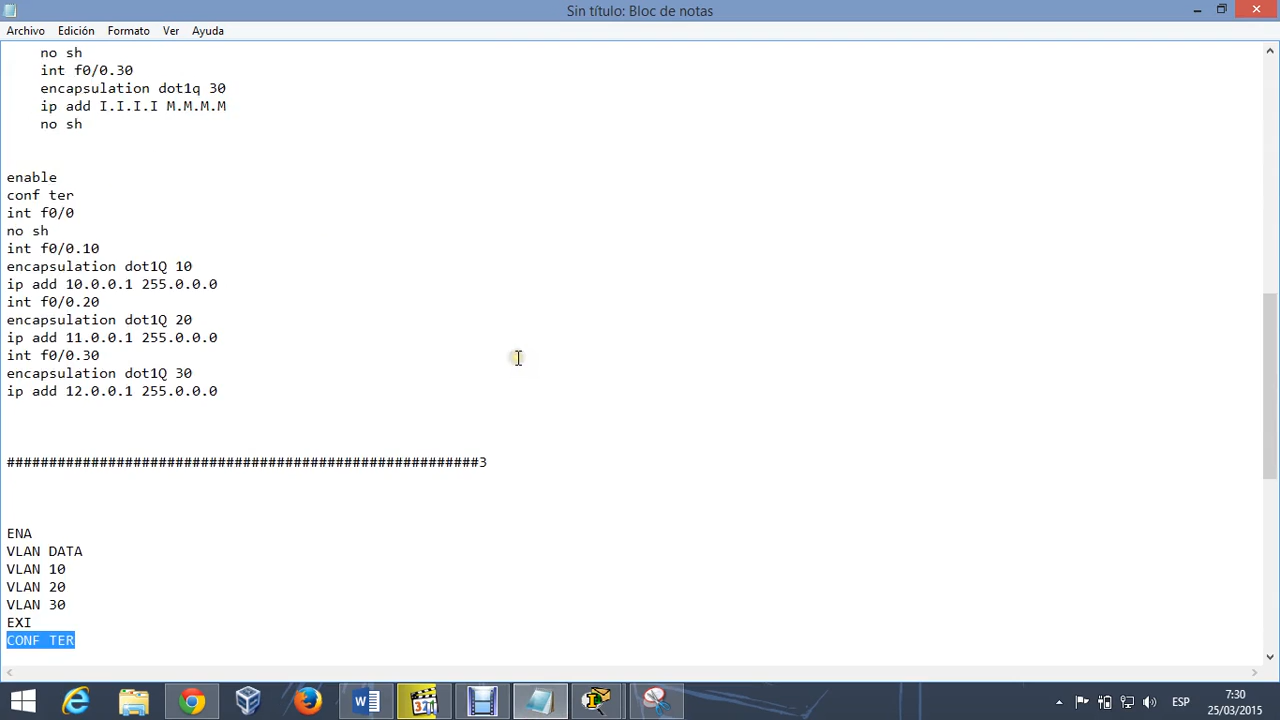 Sin título: Bloc de notas
Archivo Edición Formato Ver Ayuda
no sh
int f0/0.30
encapsulation dot1q 30
ip add I.I.I.I M.M.M.M
no sh
enable
conf ter
int f0/0
no sh
int f0/0.10
encapsulation dot1Q 10
ip add 10.0.0.1 255.0.0.0
int f0/0.20
encapsulation dot1Q 20
ip add 11.0.0.1 255.0.0.0
int f0/0.30
encapsulation dot1Q 30
ip add 12.0.0.1 255.0.0.0
########################################################3
ENA
VLAN DATA
VLAN 10
VLAN 20
VLAN 30
EXI
CONF TER
321
ESP
7:30
25/03/2015